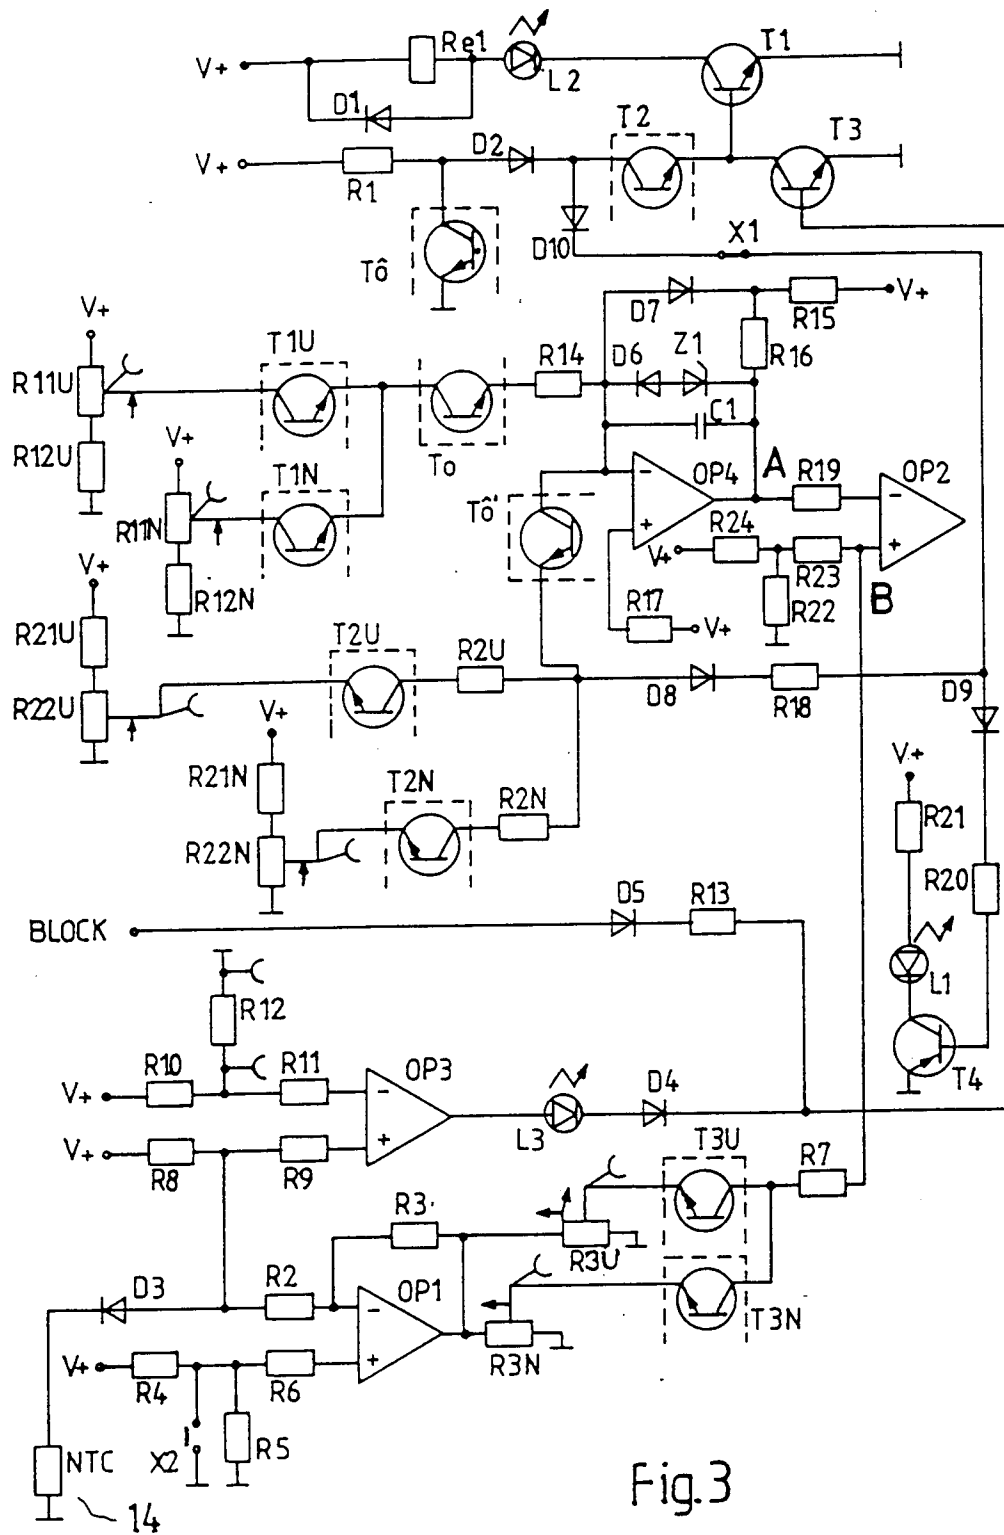 Re1
T1
V+
L2
D1
D2
T2
T3
V+
R1
D10
X1
Tô
V+
D7
R15
V+
T1U
R14
D6
Z1
R16
R11U
V+
C1
R12U
T1N
To
OP4
A
R19
OP2
Tô'
R11N
R24
V+
V+
R23
B
R12N
R17
V+
R22
R21U
T2U
R2U
R22U
V+
D8
R18
D9
V+
R21N
T2N
R2N
R21
R22N
R20
D5
R13
BLOCK
L1
R12
R10
R11
OP3
D4
T4
V+
V+
L3
T3U
R7
R8
R9
R3
R3U
D3
R2
OP1
T3N
V+
R3N
R4
R6
NTC
X2
R5
14
Fig.3